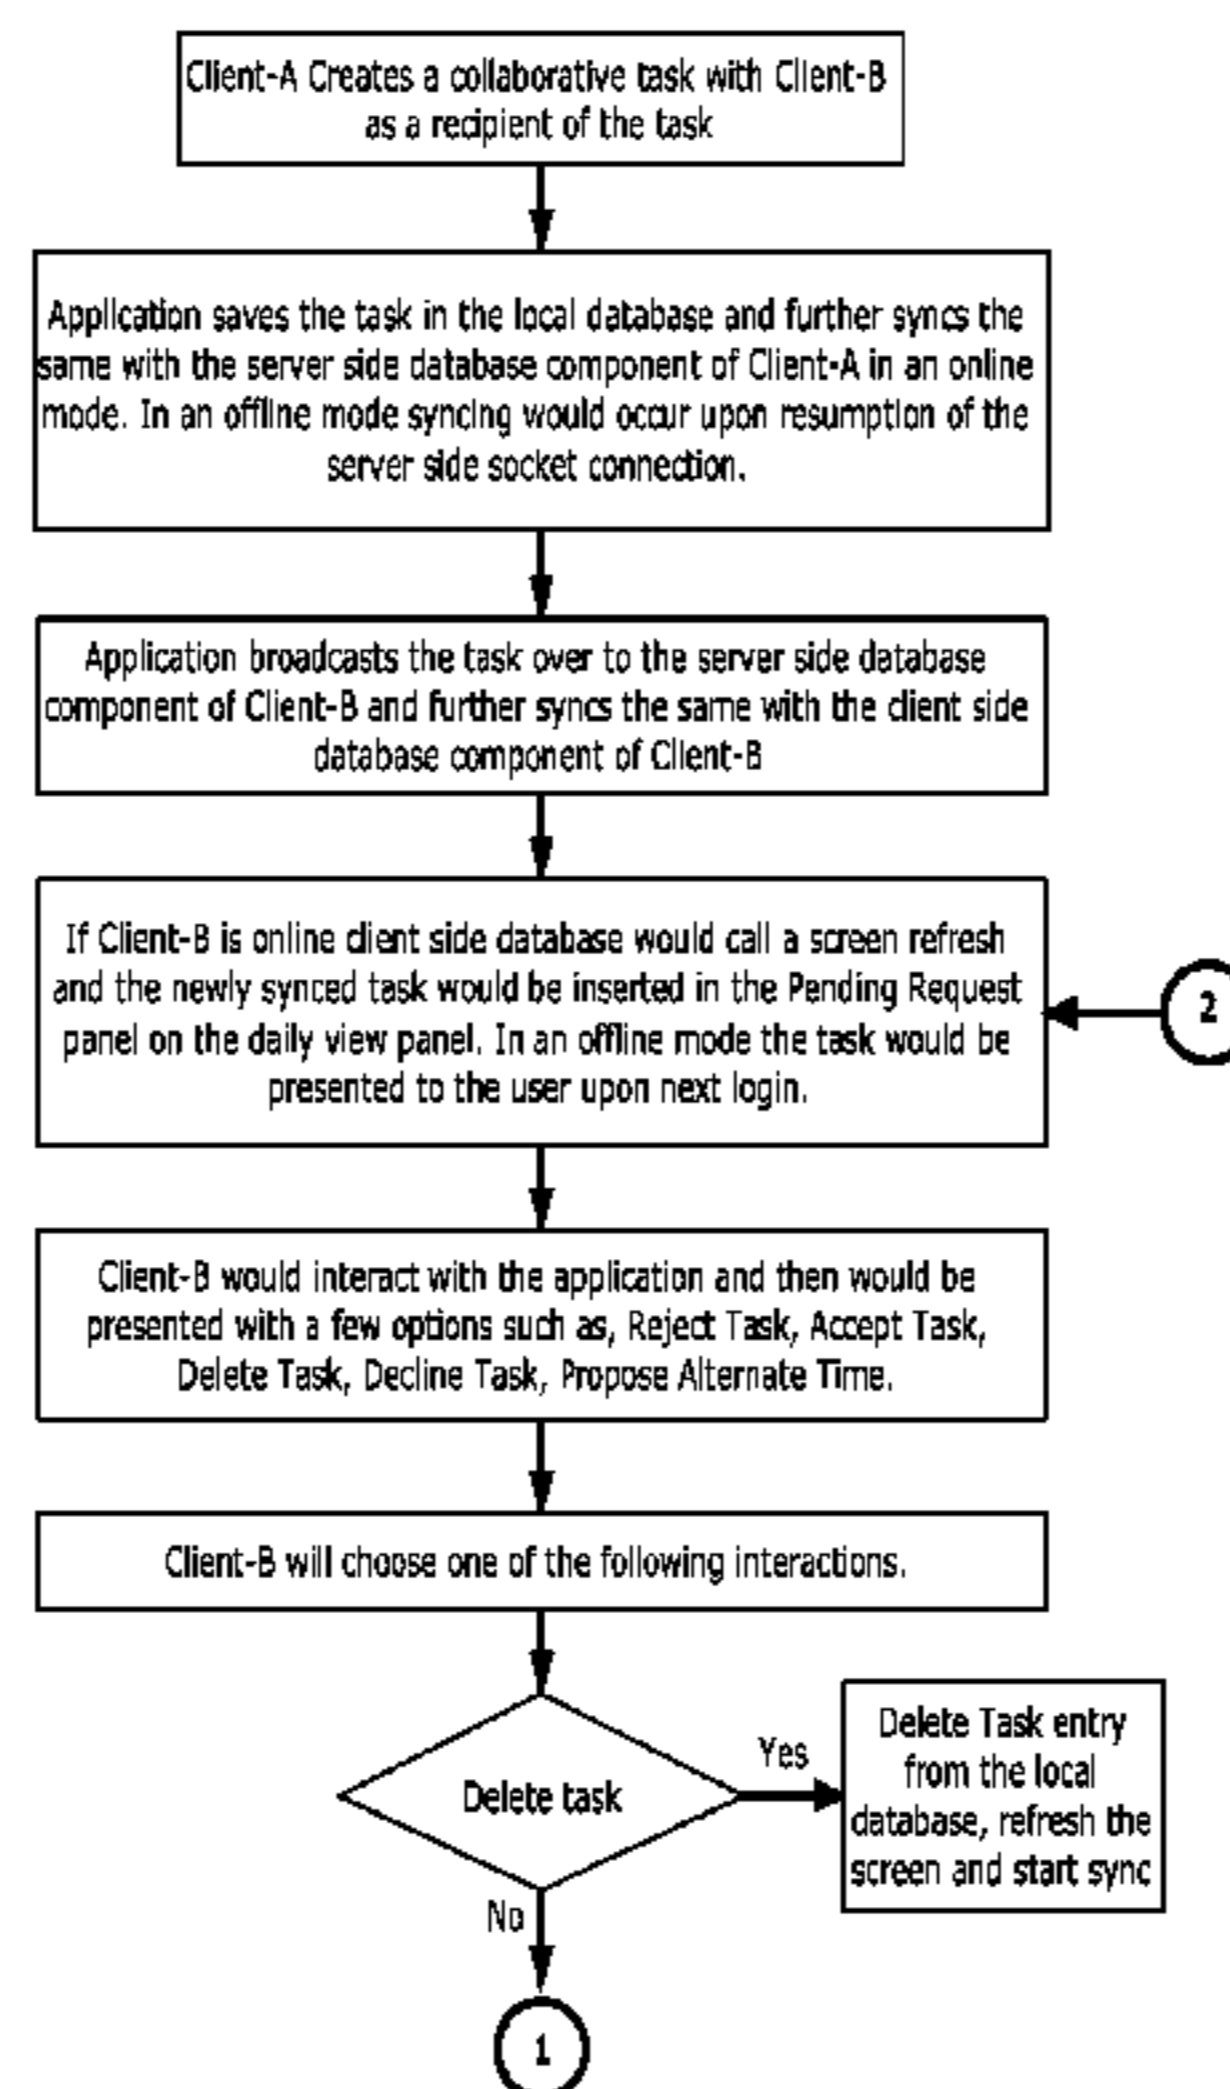 Client-A Creates a collaborative task with Client-B
as a recipient of the task
Application saves the task in the local database and further syncs the
same with the server side database component of Client-A in an online
mode. In an offline mode syncing would occur upon resumption of the
server side socket connection.
Application broadcasts the task over to the server side database
component of Client-B and further syncs the same with the client side
database component of Client-B
If Client-B is online client side database would call a screen refresh
and the newly synced task would be inserted in the Pending Request
panel on the daily view panel. In an offline mode the task would be
presented to the user upon next login.
2
Client-B would interact with the application and then would be
presented with a few options such as, Reject Task, Accept Task,
Delete Task, Decline Task, Propose Alternate Time.
Client-B will choose one of the following interactions.
Delete task
Yes
Delete Task entry
from the local
database, refresh the
screen and start sync
No
1